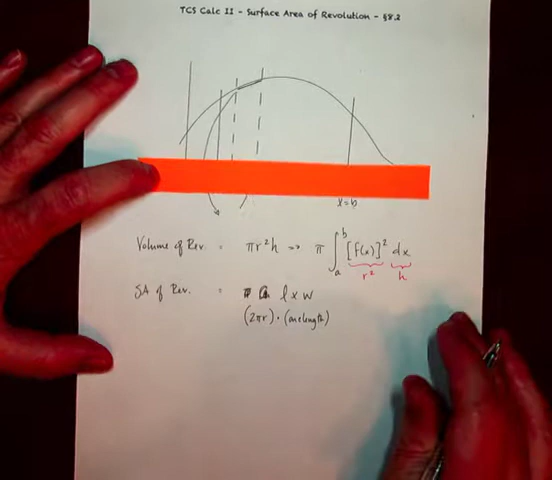 TCS Calc II - Surface Area of Revolution - §8.2
x=b
Volume of Rev. = πr²h => π ∫ₐᵇ [f(x)]² dx
r² h
SA of Rev. = l x w
(2πr) · (arclength)